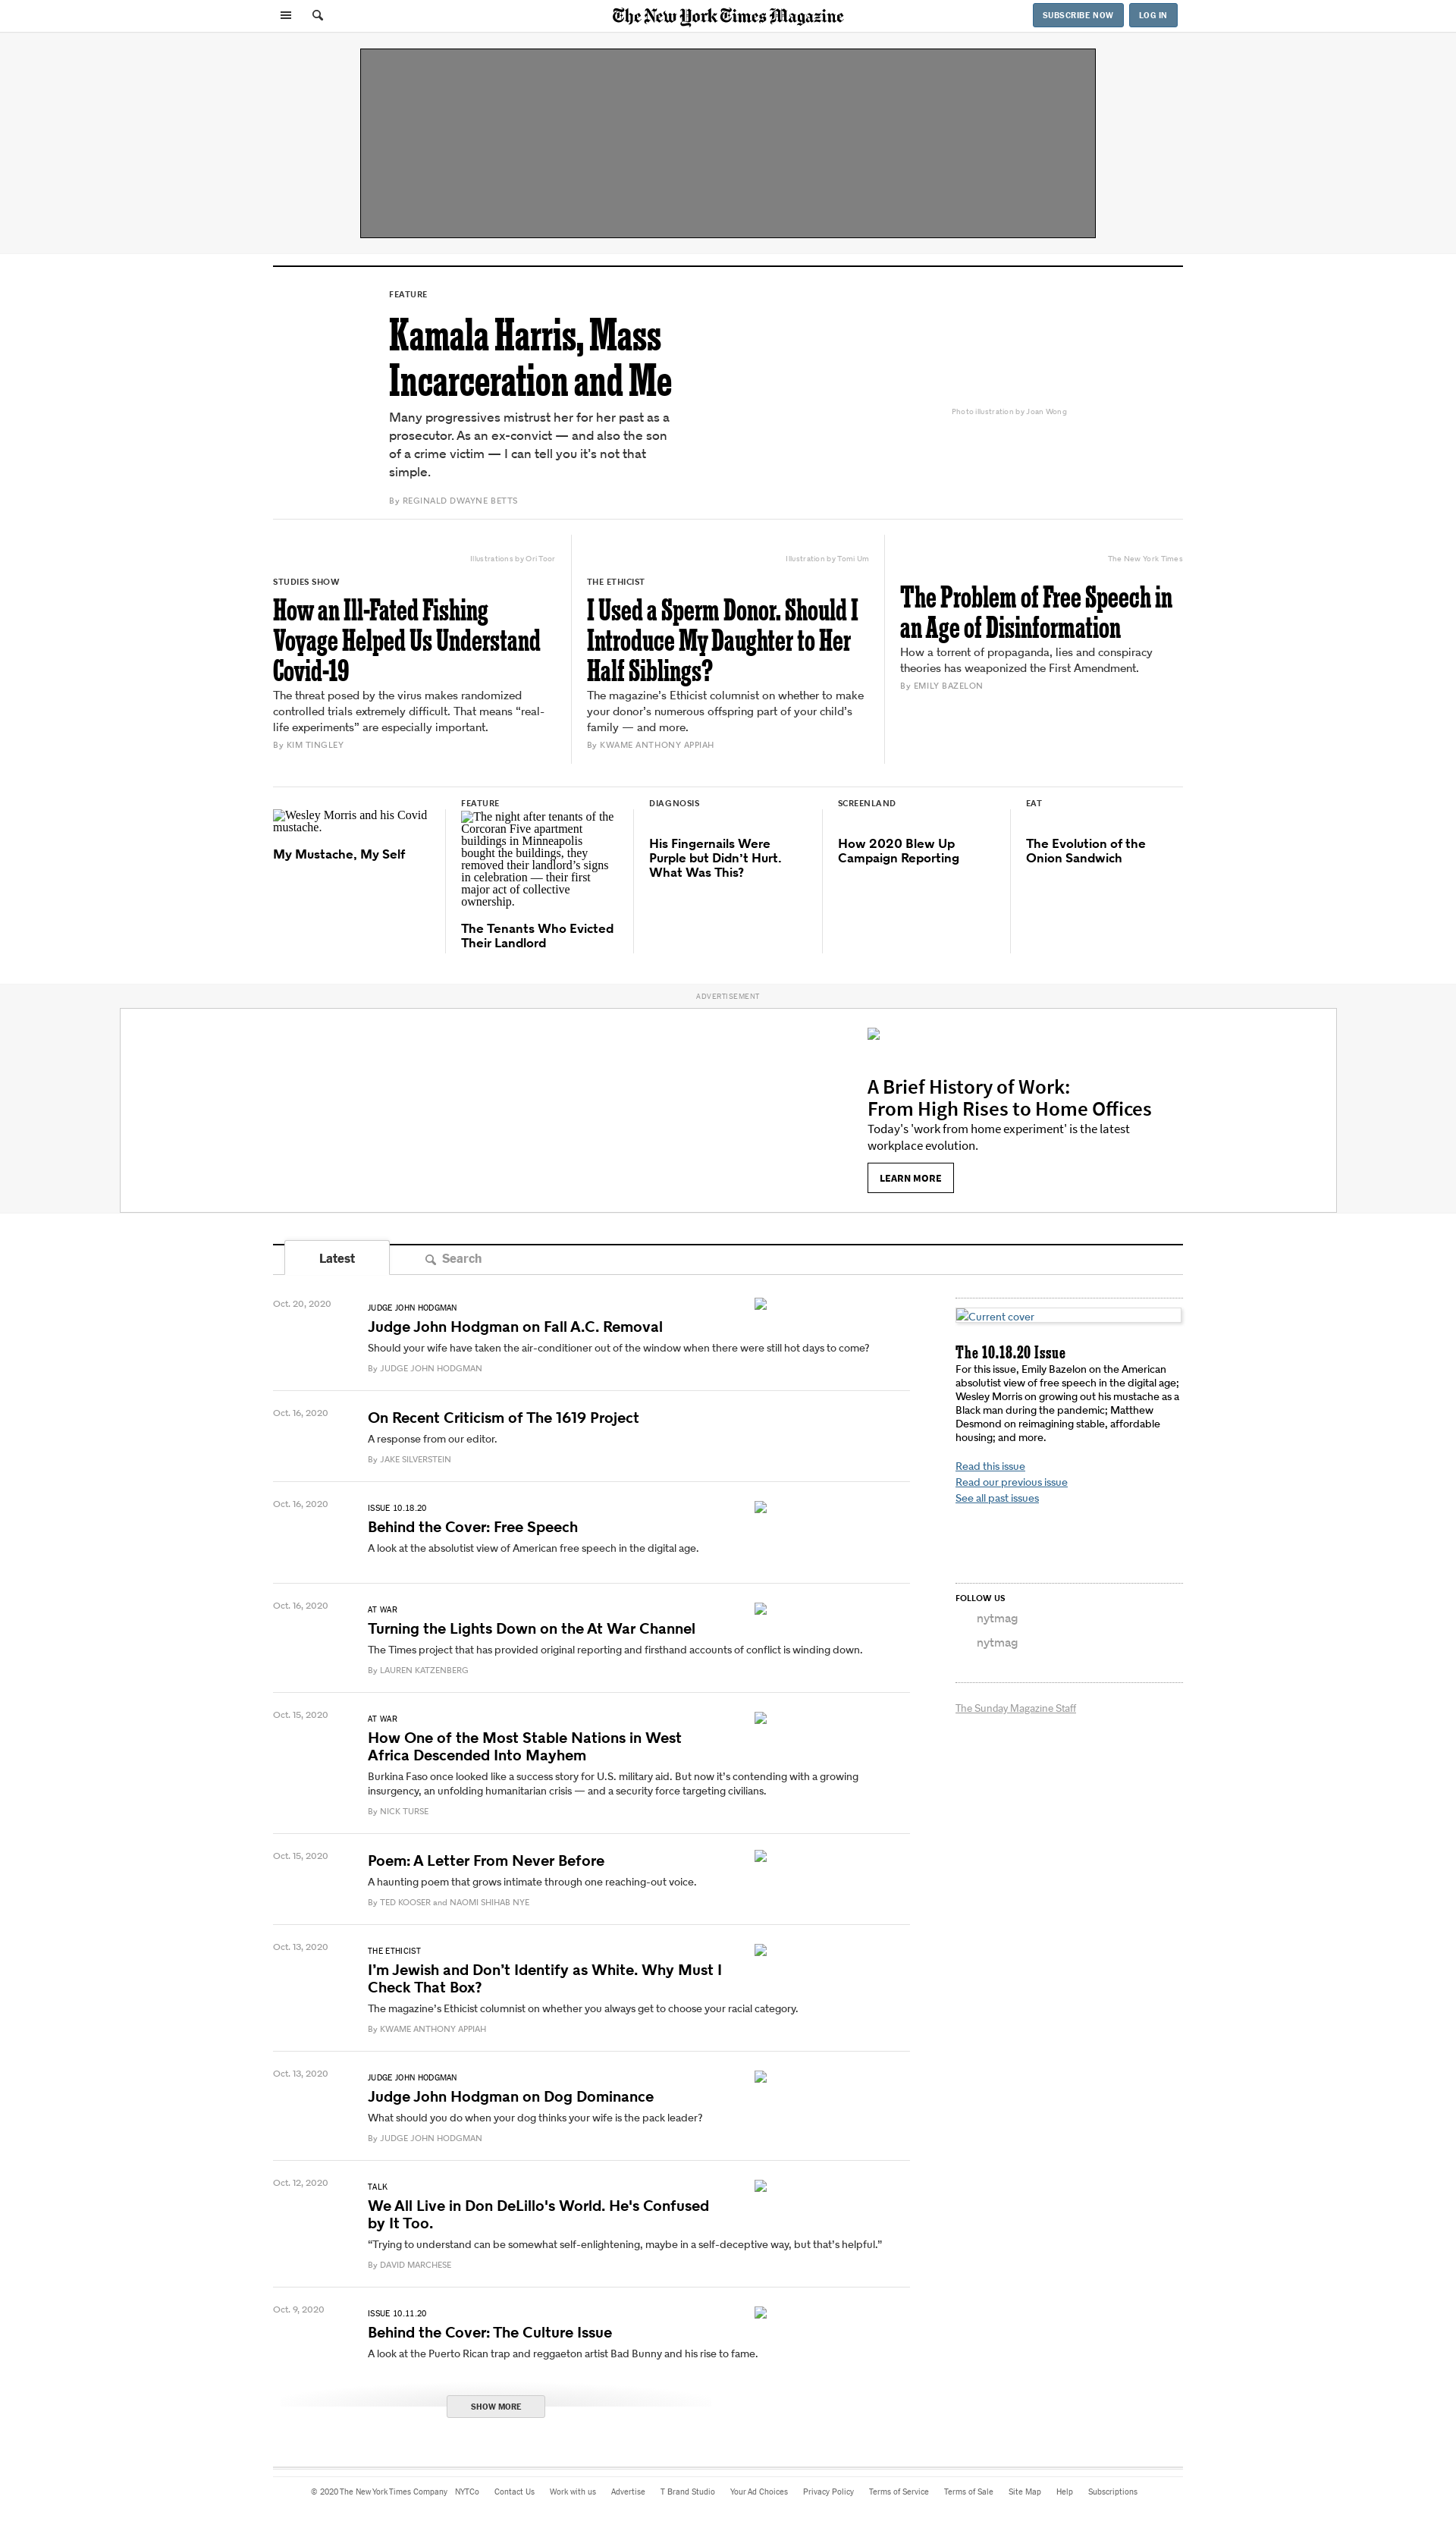 The New York Times Magazine
SUBSCRIBE NOW
LOG IN
FEATURE
Kamala Harris, Mass
Incarceration and Me
Many progressives mistrust her for her past as a
prosecutor. As an ex-convict — and also the son
of a crime victim — I can tell you it’s not that
simple.
By REGINALD DWAYNE BETTS
Photo illustration by Joan Wong
Illustrations by Ori Toor
STUDIES SHOW
How an Ill-Fated Fishing
Voyage Helped Us Understand
Covid-19
The threat posed by the virus makes randomized
controlled trials extremely difficult. That means “real-
life experiments” are especially important.
By KIM TINGLEY
Illustration by Tomi Um
THE ETHICIST
I Used a Sperm Donor. Should I
Introduce My Daughter to Her
Half Siblings?
The magazine’s Ethicist columnist on whether to make
your donor’s numerous offspring part of your child’s
family — and more.
By KWAME ANTHONY APPIAH
The New York Times
The Problem of Free Speech in
an Age of Disinformation
How a torrent of propaganda, lies and conspiracy
theories has weaponized the First Amendment.
By EMILY BAZELON
Wesley Morris and his Covid
mustache.
My Mustache, My Self
FEATURE
The night after tenants of the
Corcoran Five apartment
buildings in Minneapolis
bought the buildings, they
removed their landlord’s signs
in celebration — their first
major act of collective
ownership.
The Tenants Who Evicted
Their Landlord
DIAGNOSIS
His Fingernails Were
Purple but Didn’t Hurt.
What Was This?
SCREENLAND
How 2020 Blew Up
Campaign Reporting
EAT
The Evolution of the
Onion Sandwich
ADVERTISEMENT
A Brief History of Work:
From High Rises to Home Offices
Today's 'work from home experiment' is the latest
workplace evolution.
LEARN MORE
Latest
Search
Oct. 20, 2020
JUDGE JOHN HODGMAN
Judge John Hodgman on Fall A.C. Removal
Should your wife have taken the air-conditioner out of the window when there were still hot days to come?
By JUDGE JOHN HODGMAN
Oct. 16, 2020
On Recent Criticism of The 1619 Project
A response from our editor.
By JAKE SILVERSTEIN
Oct. 16, 2020
ISSUE 10.18.20
Behind the Cover: Free Speech
A look at the absolutist view of American free speech in the digital age.
Oct. 16, 2020
AT WAR
Turning the Lights Down on the At War Channel
The Times project that has provided original reporting and firsthand accounts of conflict is winding down.
By LAUREN KATZENBERG
Oct. 15, 2020
AT WAR
How One of the Most Stable Nations in West
Africa Descended Into Mayhem
Burkina Faso once looked like a success story for U.S. military aid. But now it’s contending with a growing
insurgency, an unfolding humanitarian crisis — and a security force targeting civilians.
By NICK TURSE
Oct. 15, 2020
Poem: A Letter From Never Before
A haunting poem that grows intimate through one reaching-out voice.
By TED KOOSER and NAOMI SHIHAB NYE
Oct. 13, 2020
THE ETHICIST
I’m Jewish and Don’t Identify as White. Why Must I
Check That Box?
The magazine’s Ethicist columnist on whether you always get to choose your racial category.
By KWAME ANTHONY APPIAH
Oct. 13, 2020
JUDGE JOHN HODGMAN
Judge John Hodgman on Dog Dominance
What should you do when your dog thinks your wife is the pack leader?
By JUDGE JOHN HODGMAN
Oct. 12, 2020
TALK
We All Live in Don DeLillo's World. He's Confused
by It Too.
“Trying to understand can be somewhat self-enlightening, maybe in a self-deceptive way, but that’s helpful.”
By DAVID MARCHESE
Oct. 9, 2020
ISSUE 10.11.20
Behind the Cover: The Culture Issue
A look at the Puerto Rican trap and reggaeton artist Bad Bunny and his rise to fame.
SHOW MORE
Current cover
The 10.18.20 Issue
For this issue, Emily Bazelon on the American
absolutist view of free speech in the digital age;
Wesley Morris on growing out his mustache as a
Black man during the pandemic; Matthew
Desmond on reimagining stable, affordable
housing; and more.
Read this issue
Read our previous issue
See all past issues
FOLLOW US
nytmag
nytmag
The Sunday Magazine Staff
© 2020 The New York Times Company NYTCo Contact Us Work with us Advertise T Brand Studio Your Ad Choices Privacy Policy Terms of Service Terms of Sale Site Map Help Subscriptions